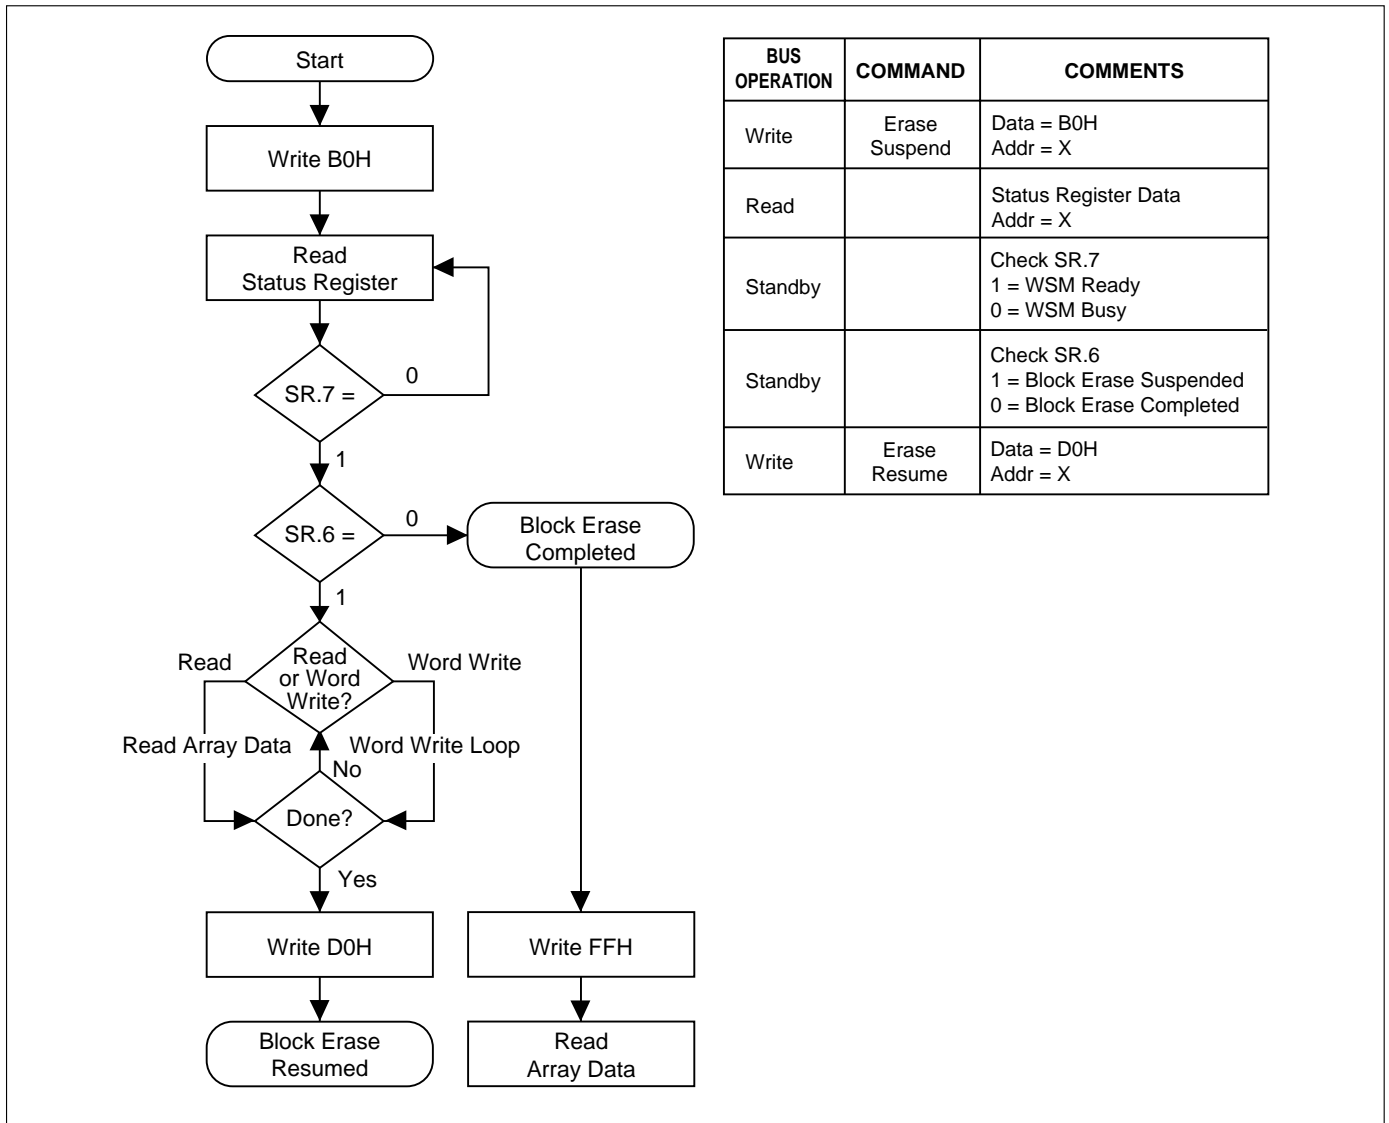 Start
Write B0H
Read
Status Register
SR.7 =
0
1
SR.6 =
0
Block Erase
Completed
1
Read
Read
or Word
Write?
Word Write
Read Array Data
Word Write Loop
No
Done?
Yes
Write D0H
Write FFH
Block Erase
Resumed
Read
Array Data
BUS
OPERATION
COMMAND
COMMENTS
Write
Erase
Suspend
Data = B0H
Addr = X
Read
Status Register Data
Addr = X
Standby
Check SR.7
1 = WSM Ready
0 = WSM Busy
Standby
Check SR.6
1 = Block Erase Suspended
0 = Block Erase Completed
Write
Erase
Resume
Data = D0H
Addr = X